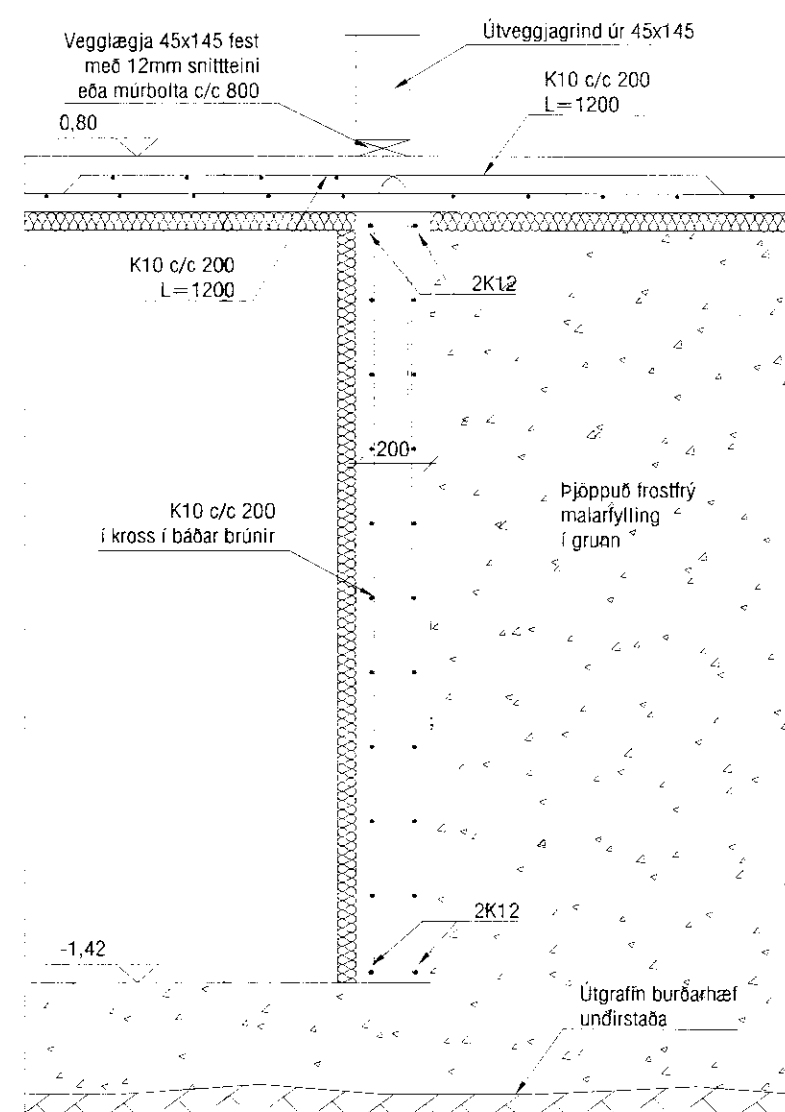 Vegglægja 45x145 fest
með 12mm snittteini
eða múrbolta c/c 800
Útveggjagrind úr 45x145
K10 c/c 200
L=1200
0,80
K10 c/c 200
L=1200
2K12
200
K10 c/c 200
í kross í báðar brúnir
Þjöppuð frostfrý
malarfylling
í grunn
2K12
-1,42
Útgrafin burðarhæf
undirstaða